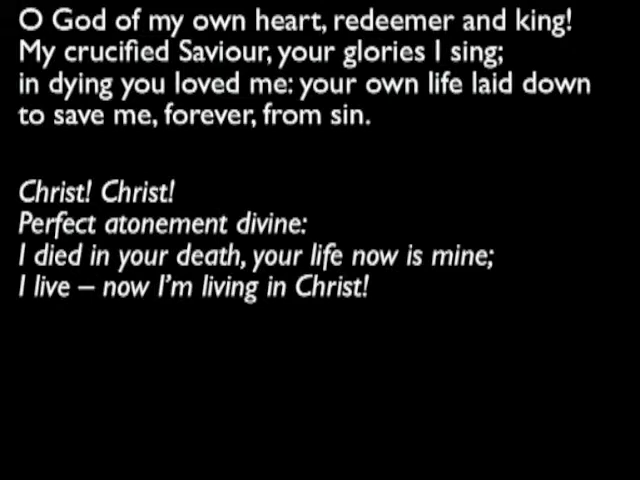 O God of my own heart, redeemer and king!
My crucified Saviour, your glories I sing;
in dying you loved me: your own life laid down
to save me, forever, from sin.
Christ! Christ!
Perfect atonement divine:
I died in your death, your life now is mine;
I live – now I'm living in Christ!